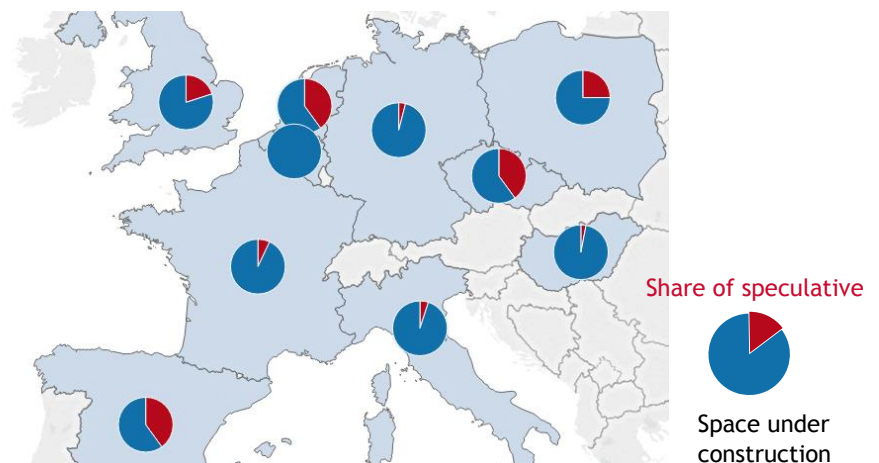 Share of speculative
Space under
construction